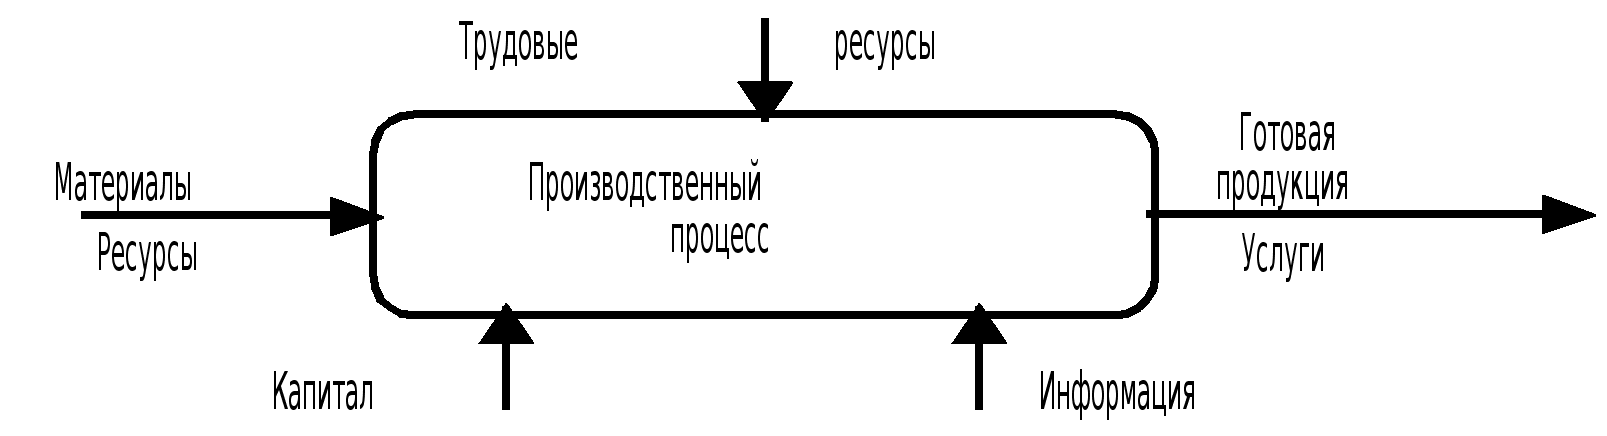 Трудовые ресурсы
Материалы
Ресурсы
Производственный
процесс
Готовая
продукция
Услуги
Капитал
Информация